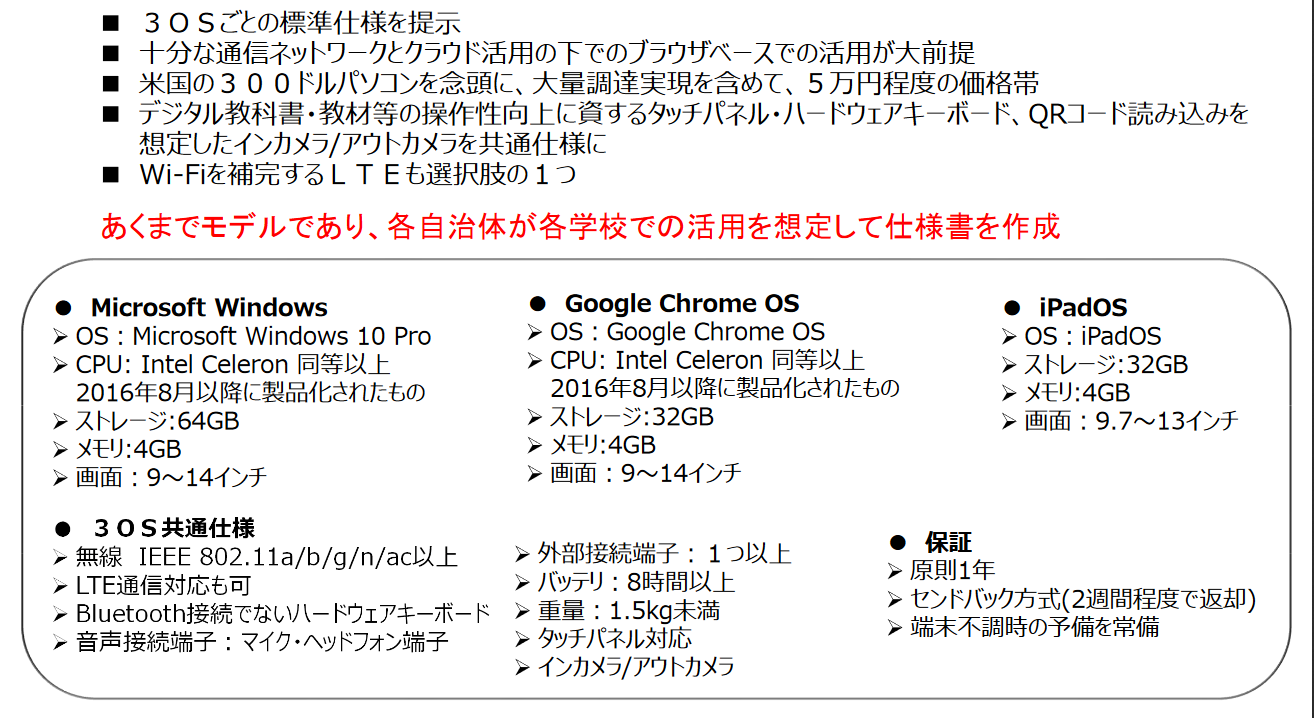 ■ ３ＯＳごとの標準仕様を提示
■ 十分な通信ネットワークとクラウド活用の下でのブラウザベースでの活用が大前提
■ 米国の３００ドルパソコンを念頭に、大量調達実現を含めて、５万円程度の価格帯
■ デジタル教科書・教材等の操作性向上に資するタッチパネル・ハードウェアキーボード、QRコード読み込みを
想定したインカメラ/アウトカメラを共通仕様に
■ Wi-Fiを補完するＬＴＥも選択肢の１つ
あくまでモデルであり、各自治体が各学校での活用を想定して仕様書を作成
● Microsoft Windows
➢ OS：Microsoft Windows 10 Pro
➢ CPU: Intel Celeron 同等以上
2016年8月以降に製品化されたもの
➢ ストレージ:64GB
➢ メモリ:4GB
➢ 画面：9～14インチ
● Google Chrome OS
➢ OS：Google Chrome OS
➢ CPU: Intel Celeron 同等以上
2016年8月以降に製品化されたもの
➢ ストレージ:32GB
➢ メモリ:4GB
➢ 画面：9～14インチ
● iPadOS
➢ OS：iPadOS
➢ ストレージ:32GB
➢ メモリ:4GB
➢ 画面：9.7～13インチ
● ３ＯＳ共通仕様
➢ 無線　IEEE 802.11a/b/g/n/ac以上
➢ LTE通信対応も可
➢ Bluetooth接続でないハードウェアキーボード
➢ 音声接続端子：マイク・ヘッドフォン端子
➢ 外部接続端子：１つ以上
➢ バッテリ：8時間以上
➢ 重量：1.5kg未満
➢ タッチパネル対応
➢ インカメラ/アウトカメラ
● 保証
➢ 原則1年
➢ センドバック方式(2週間程度で返却)
➢ 端末不調時の予備を常備